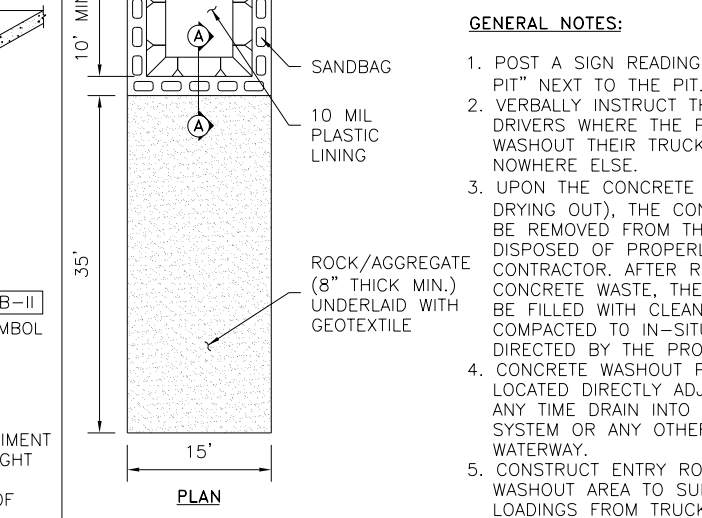 10' MIN
A
A
35'
15'
PLAN
SANDBAG
10 MIL
PLASTIC
LINING
ROCK/AGGREGATE
(8" THICK MIN.)
UNDERLAID WITH
GEOTEXTILE
B-II
MBOL
IMENT
GHT
OF
GENERAL NOTES:
1. POST A SIGN READING
PIT" NEXT TO THE PIT.
2. VERBALLY INSTRUCT TH
DRIVERS WHERE THE P
WASHOUT THEIR TRUCK
NOWHERE ELSE.
3. UPON THE CONCRETE
DRYING OUT), THE CON
BE REMOVED FROM TH
DISPOSED OF PROPERL
CONTRACTOR. AFTER R
CONCRETE WASTE, THE
BE FILLED WITH CLEAN
COMPACTED TO IN-SITU
DIRECTED BY THE PRO
4. CONCRETE WASHOUT P
LOCATED DIRECTLY ADJ
ANY TIME DRAIN INTO
SYSTEM OR ANY OTHER
WATERWAY.
5. CONSTRUCT ENTRY RO
WASHOUT AREA TO SU
LOADINGS FROM TRUCK